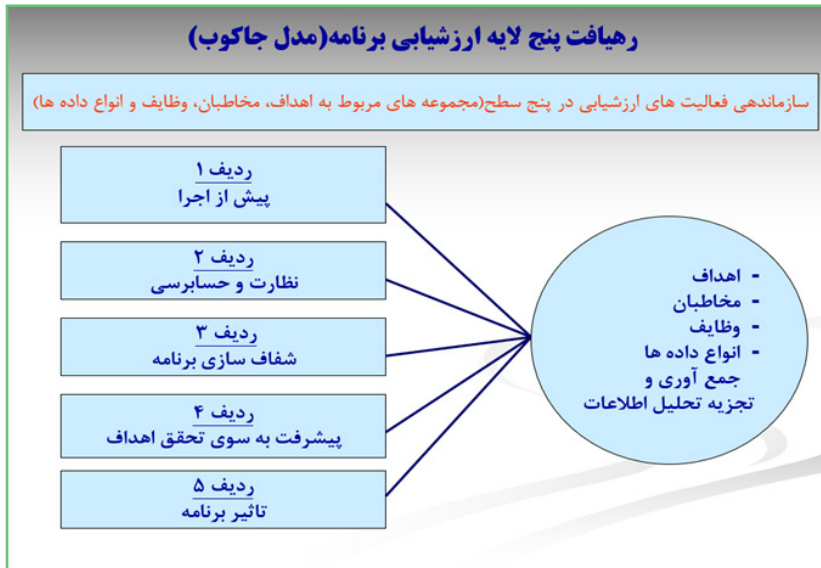 رهیافت پنج لایه ارزشیابی برنامه(مدل جاکوب)
سازماندهی فعالیت های ارزشیابی در پنج سطح(مجموعه های مربوط به اهداف، مخاطبان، وظایف و انواع داده ها)
ردیف ۱
پیش از اجرا
ردیف ۲
نظارت و حسابرسی
ردیف ۳
شفاف سازی برنامه
ردیف ۴
پیشرفت به سوی تحقق اهداف
ردیف ۵
تاثیر برنامه
- اهداف
- مخاطبان
- وظایف
- انواع داده ها
جمع آوری و
تجزیه تحلیل اطلاعات